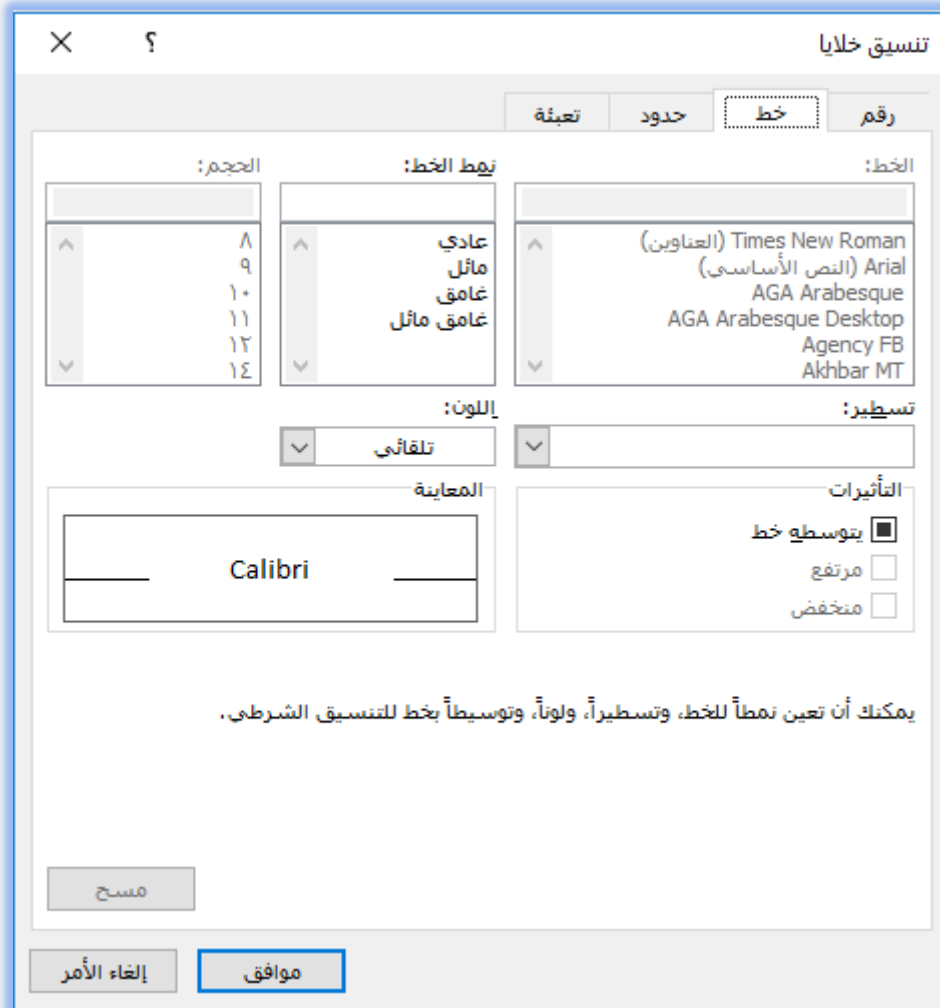 تنسيق خلايا
؟
رقم
خط
حدود
تعبئة
الخط:
Times New Roman (العناوين)
Arial (النص الأساسي)
AGA Arabesque
AGA Arabesque Desktop
Agency FB
Akhbar MT
نمط الخط:
عادي
مائل
غامق
غامق مائل
الحجم:
٨
٩
١٠
١١
١٢
١٤
تسطير:
اللون:
تلقائي
التأثيرات
يتوسطه خط
مرتفع
منخفض
المعاينة
Calibri
يمكنك أن تعين نمطاً للخط، وتسطيراً، ولوناً، وتوسيطاً بخط للتنسيق الشرطي.
مسح
موافق
إلغاء الأمر